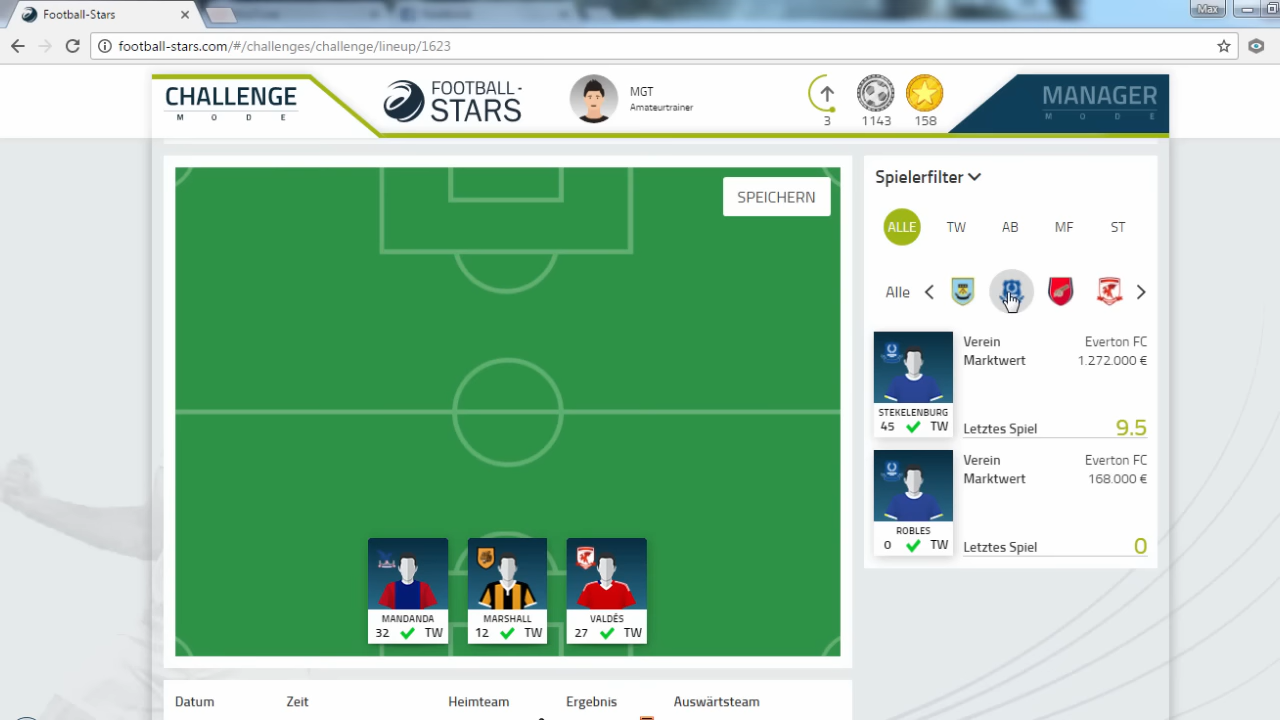 Football-Stars
Max
football-stars.com/#/challenges/challenge/lineup/1623
CHALLENGE
MODE
FOOTBALL-
STARS
MGT
Amateurtrainer
3
1143
158
MANAGER
MODE
SPEICHERN
Spielerfilter
ALLE TW AB MF ST
Alle
Verein Everton FC
Marktwert 1.272.000 €
STEKELENBURG
45 TW
Letztes Spiel 9.5
Verein Everton FC
Marktwert 168.000 €
ROBLES
0 TW
Letztes Spiel 0
MANDANDA
32 TW
MARSHALL
12 TW
VALDÉS
27 TW
Datum Zeit Heimteam Ergebnis Auswärtsteam